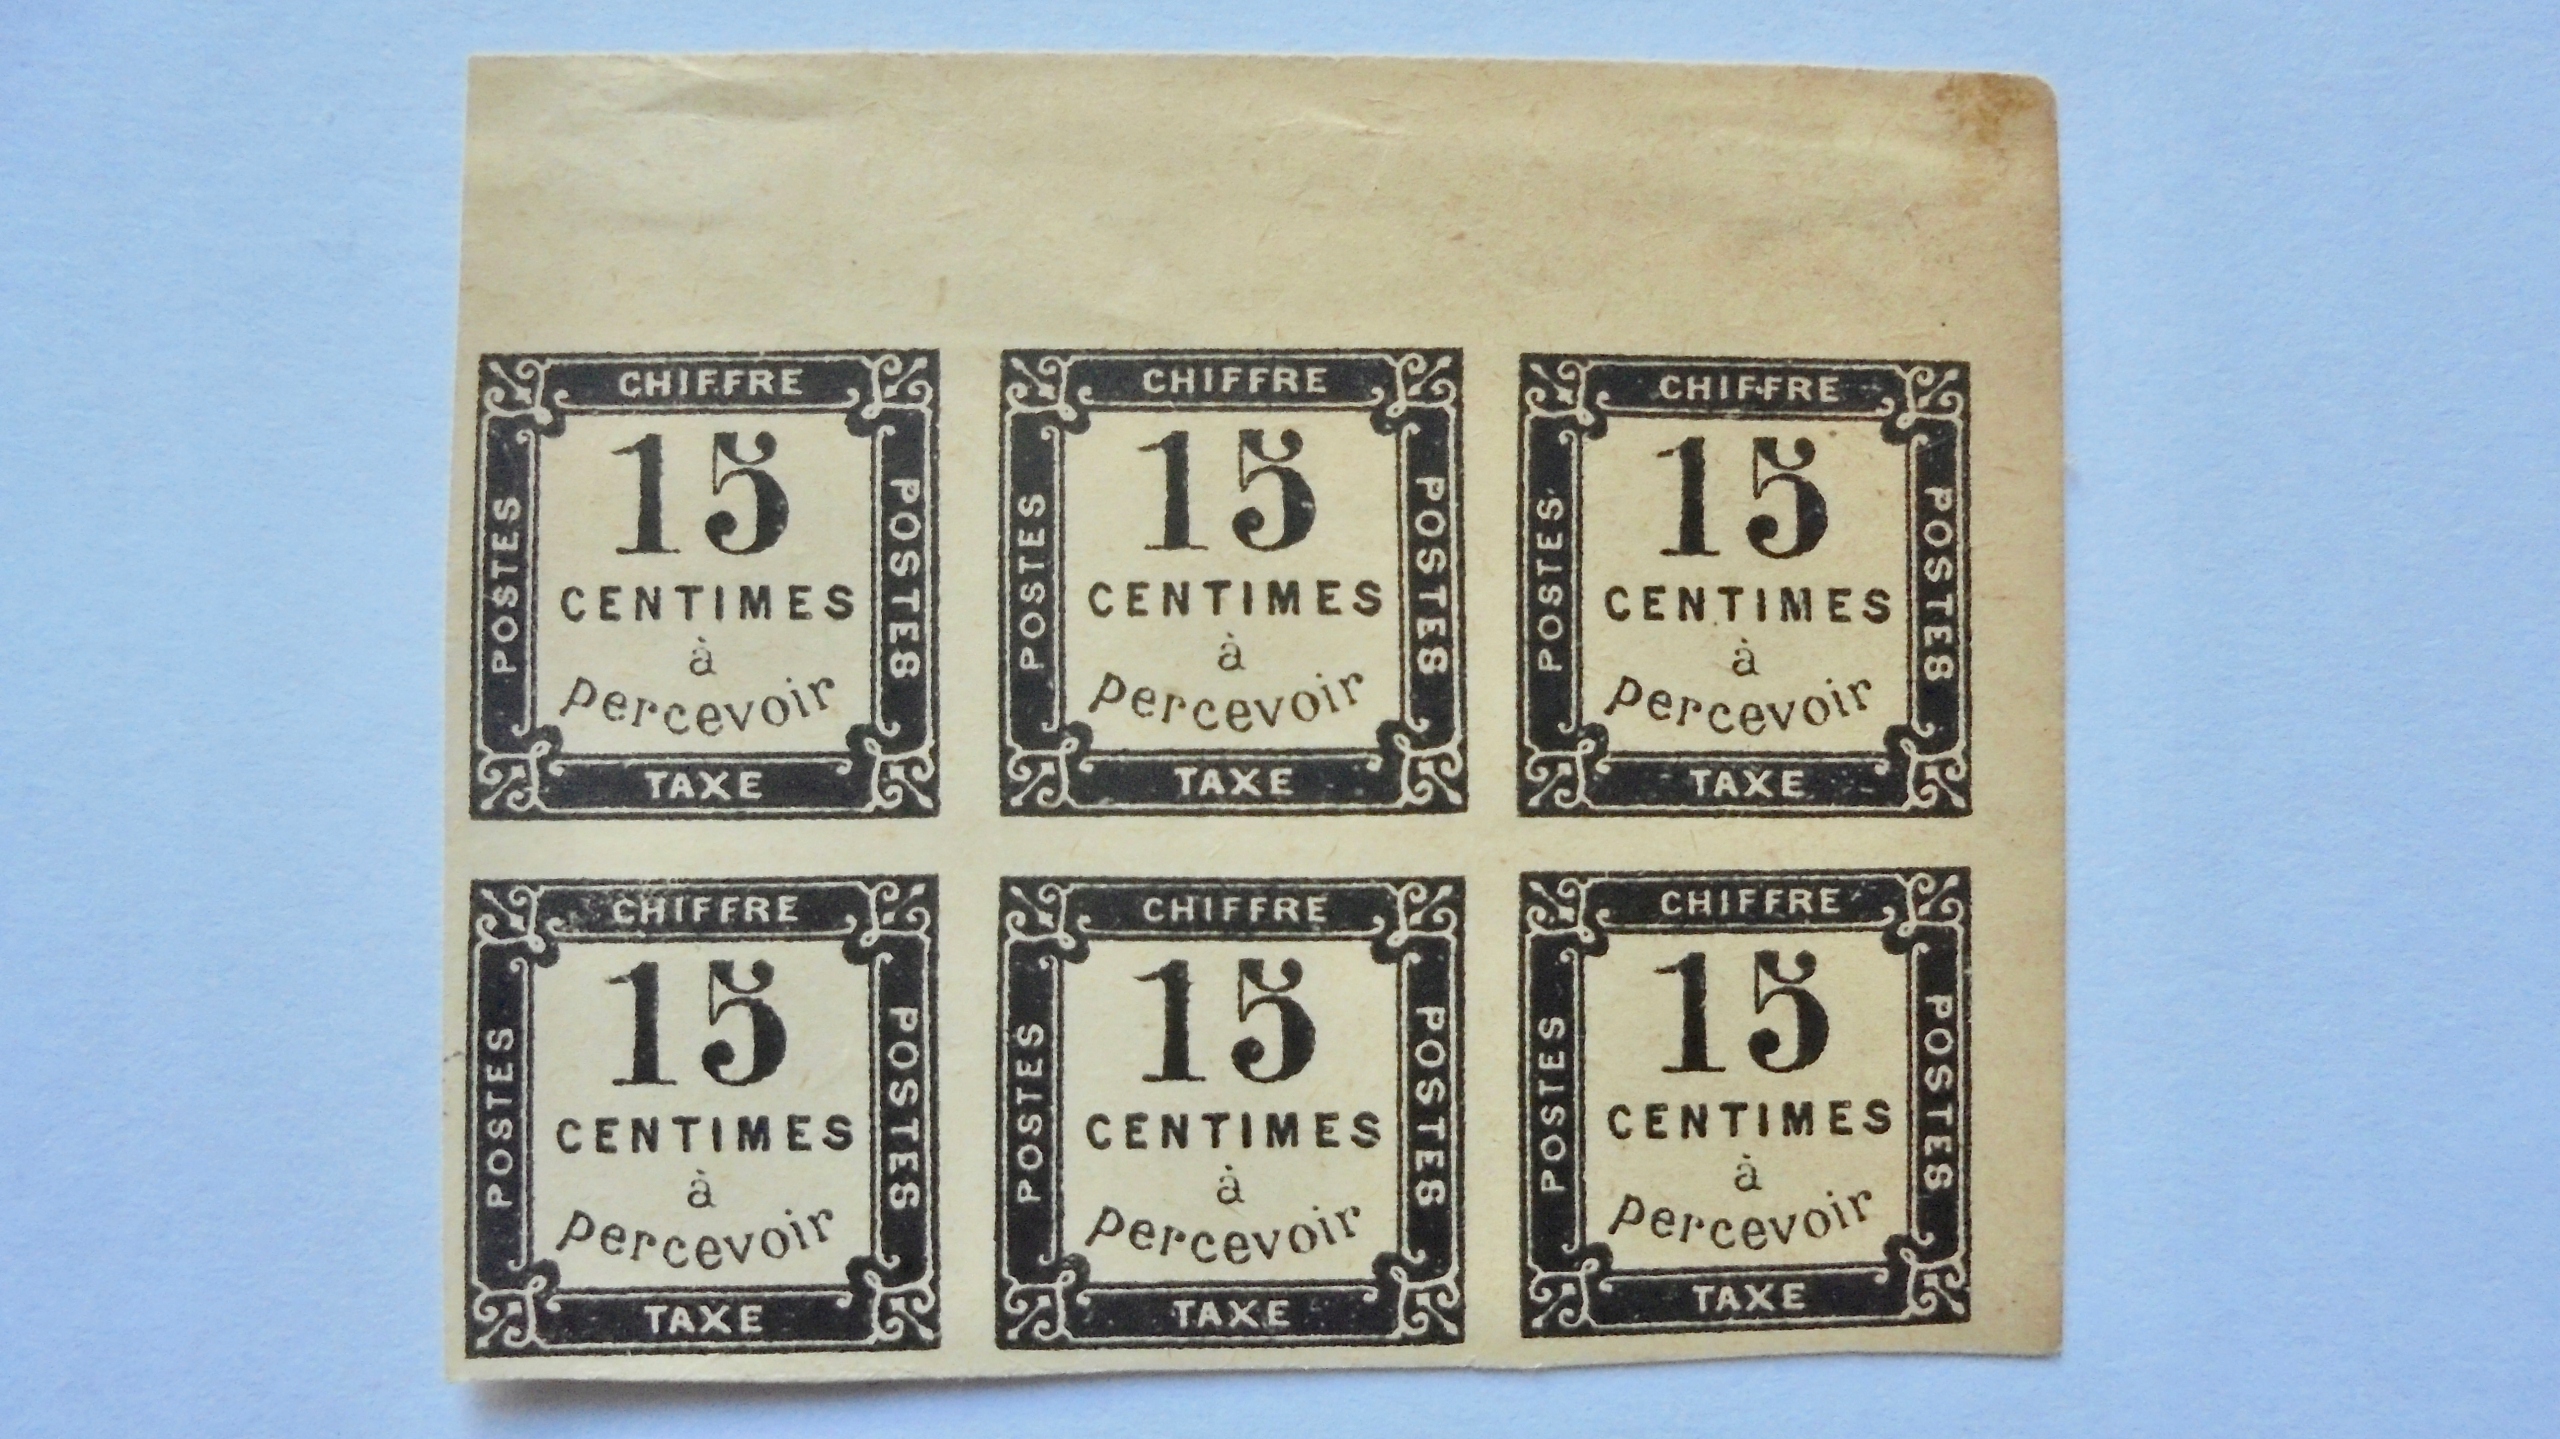 CHIFFRE
POSTES
15
CENTIMES
à
percevoir
POSTES
TAXE
CHIFFRE
POSTES
15
CENTIMES
à
percevoir
POSTES
TAXE
CHIFFRE
POSTES
15
CENTIMES
à
percevoir
POSTES
TAXE
CHIFFRE
POSTES
15
CENTIMES
à
percevoir
POSTES
TAXE
CHIFFRE
POSTES
15
CENTIMES
à
percevoir
POSTES
TAXE
CHIFFRE
POSTES
15
CENTIMES
à
percevoir
POSTES
TAXE